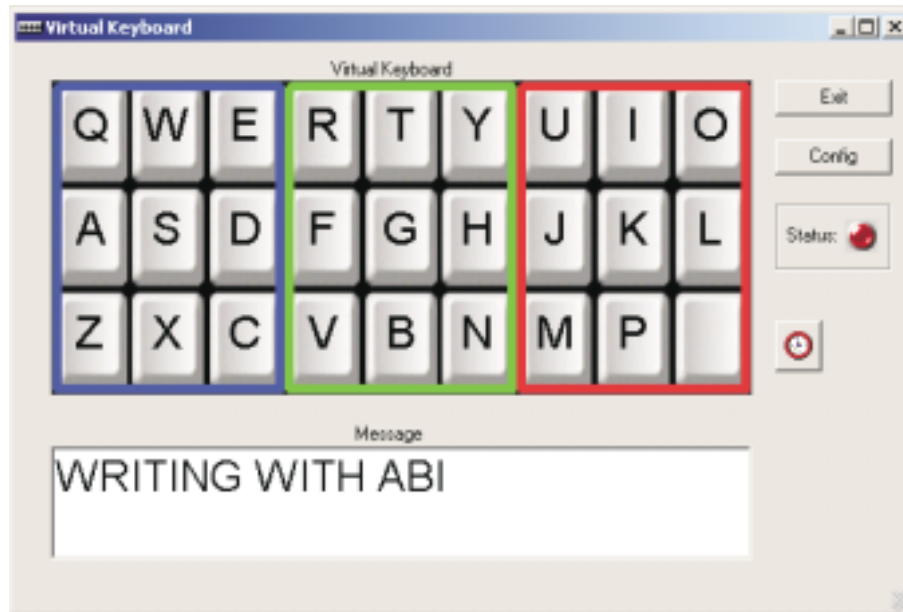 Virtual Keyboard
Virtual Keyboard
Q W E R T Y U I O
Exit
Config
A S D F G H J K L
Status:
Z X C V B N M P
Message
WRITING WITH ABI